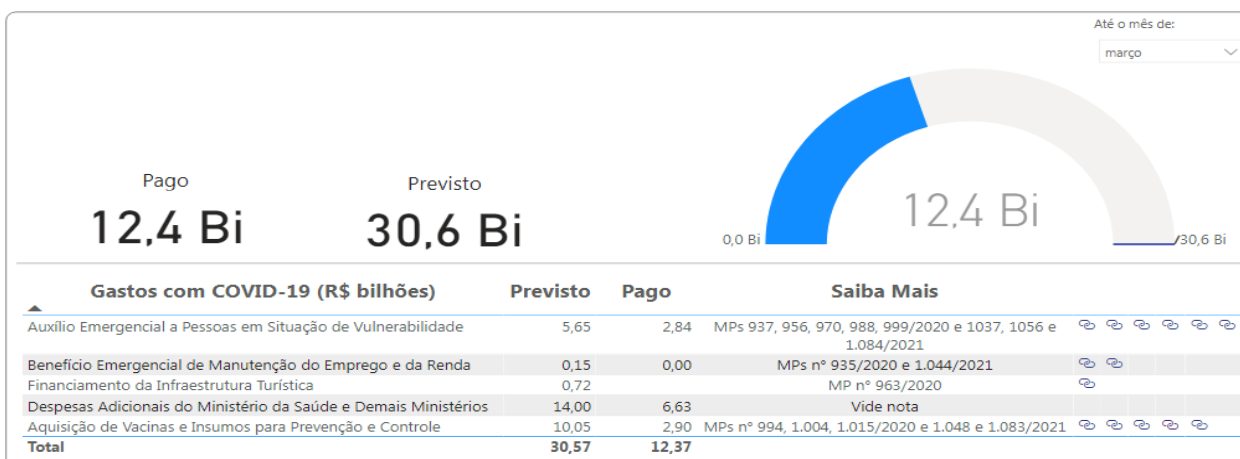 Até o mês de:
março
Pago
Previsto
12,4 Bi
30,6 Bi
12,4 Bi
0,0 Bi
30,6 Bi
Gastos com COVID-19 (R$ bilhões) Previsto Pago Saiba Mais
Auxílio Emergencial a Pessoas em Situação de Vulnerabilidade 5,65 2,84 MPs 937, 956, 970, 988, 999/2020 e 1037, 1056 e
1.084/2021
Benefício Emergencial de Manutenção do Emprego e da Renda 0,15 0,00 MPs n° 935/2020 e 1.044/2021
Financiamento da Infraestrutura Turística 0,72 MP n° 963/2020
Despesas Adicionais do Ministério da Saúde e Demais Ministérios 14,00 6,63 Vide nota
Aquisição de Vacinas e Insumos para Prevenção e Controle 10,05 2,90 MPs n° 994, 1.004, 1.015/2020 e 1.048 e 1.083/2021
Total 30,57 12,37